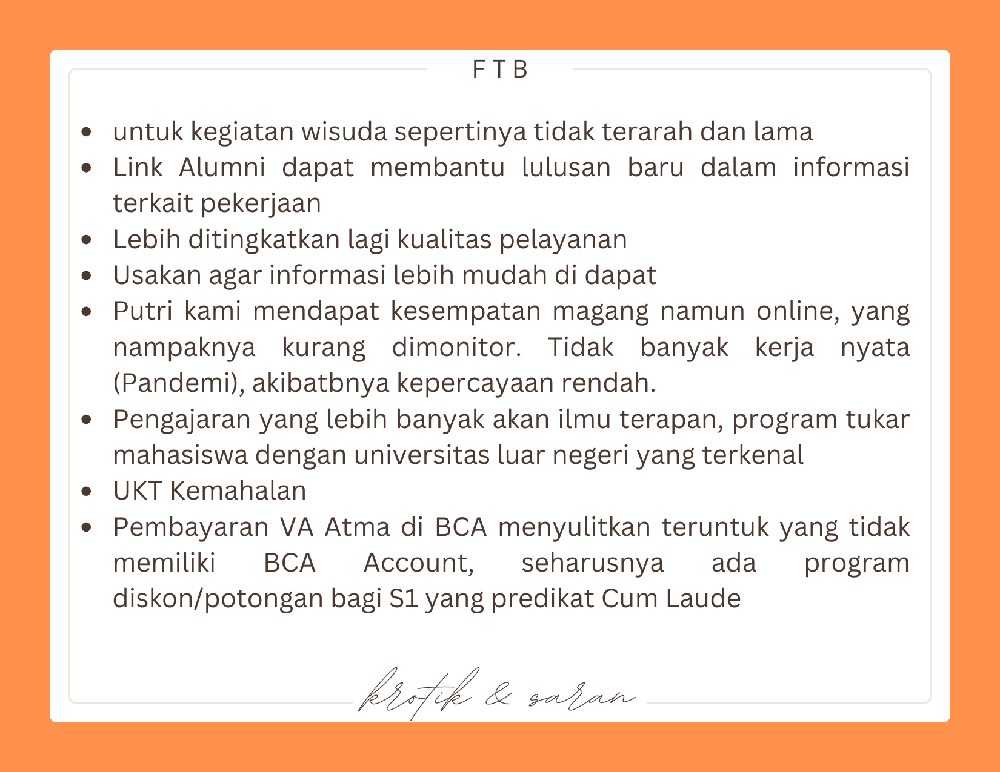 FTB
• untuk kegiatan wisuda sepertinya tidak terarah dan lama
• Link Alumni dapat membantu lulusan baru dalam informasi
terkait pekerjaan
• Lebih ditingkatkan lagi kualitas pelayanan
• Usakan agar informasi lebih mudah di dapat
• Putri kami mendapat kesempatan magang namun online, yang
nampaknya kurang dimonitor. Tidak banyak kerja nyata
(Pandemi), akibatbnya kepercayaan rendah.
• Pengajaran yang lebih banyak akan ilmu terapan, program tukar
mahasiswa dengan universitas luar negeri yang terkenal
• UKT Kemahalan
• Pembayaran VA Atma di BCA menyulitkan teruntuk yang tidak
memiliki BCA Account, seharusnya ada program
diskon/potongan bagi S1 yang predikat Cum Laude
krotik & saran